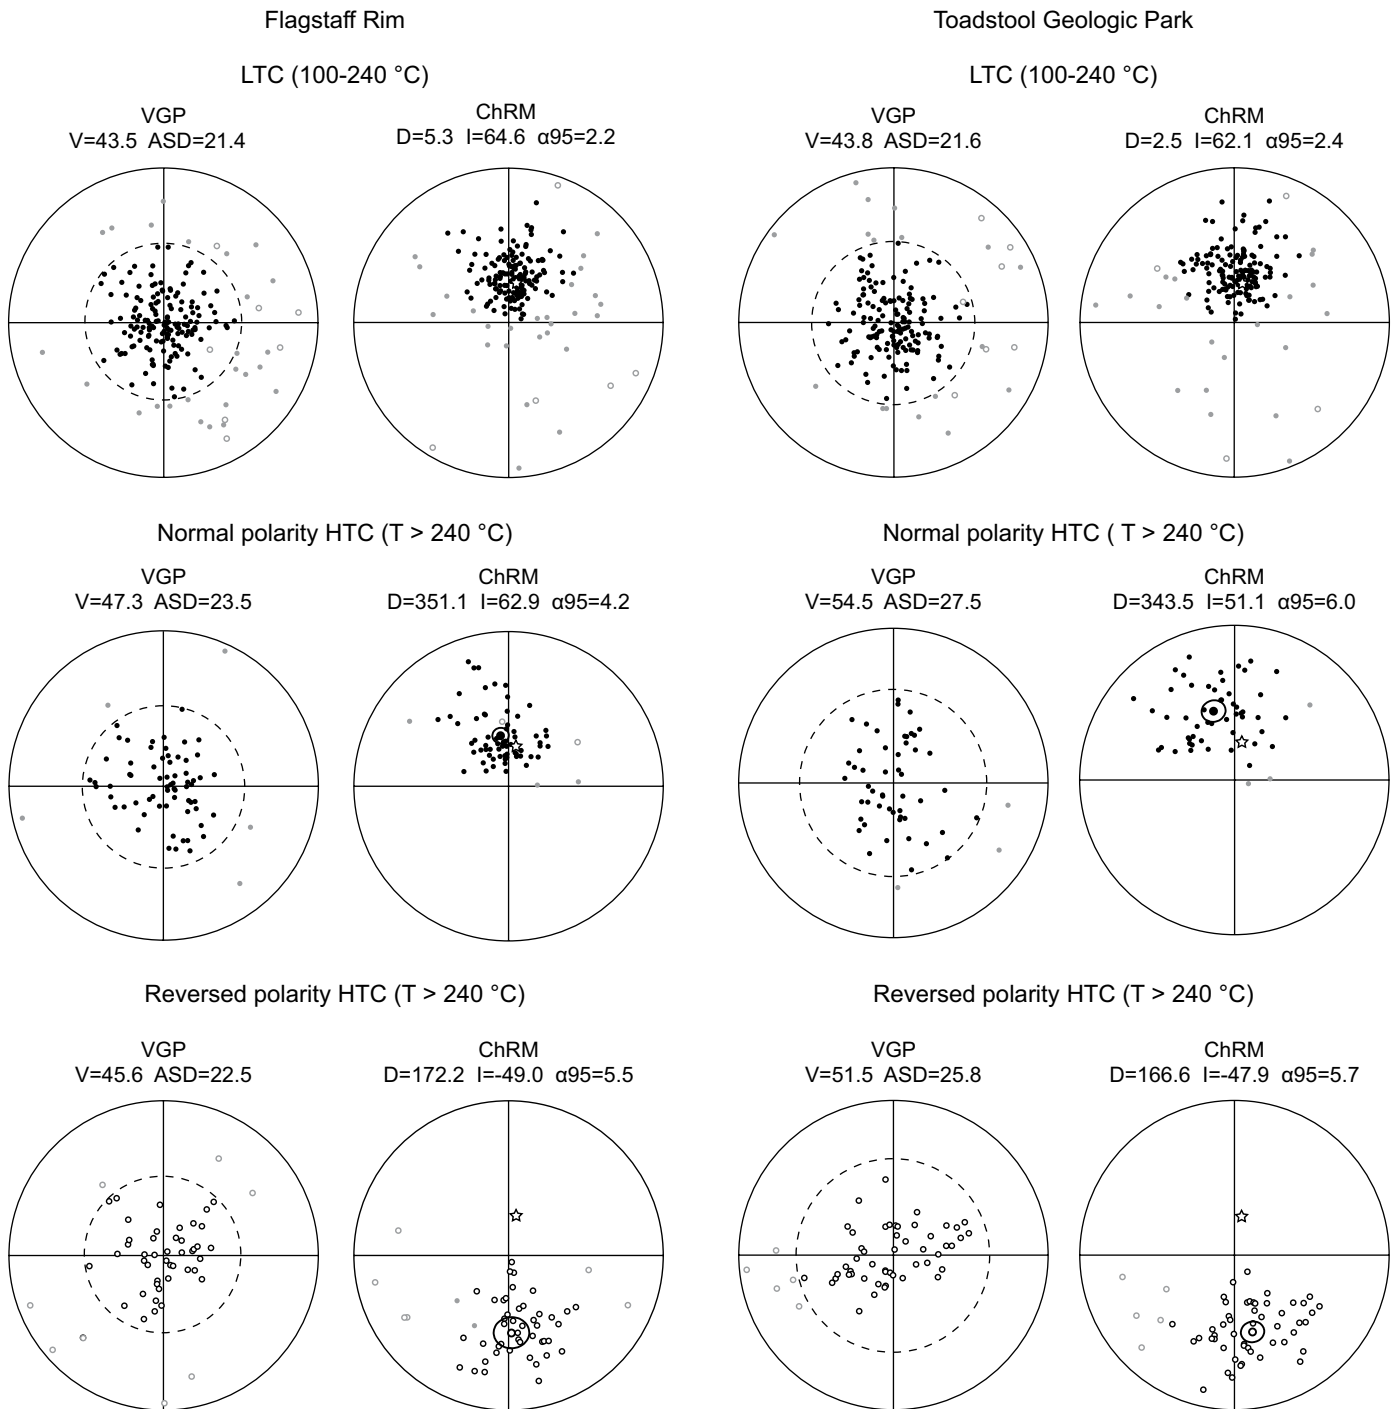 Flagstaff Rim
Toadstool Geologic Park
LTC (100-240 °C)
LTC (100-240 °C)
VGP
V=43.5 ASD=21.4
ChRM
D=5.3 I=64.6 α95=2.2
VGP
V=43.8 ASD=21.6
ChRM
D=2.5 I=62.1 α95=2.4
Normal polarity HTC (T > 240 °C)
Normal polarity HTC ( T > 240 °C)
VGP
V=47.3 ASD=23.5
ChRM
D=351.1 I=62.9 α95=4.2
VGP
V=54.5 ASD=27.5
ChRM
D=343.5 I=51.1 α95=6.0
Reversed polarity HTC (T > 240 °C)
Reversed polarity HTC (T > 240 °C)
VGP
V=45.6 ASD=22.5
ChRM
D=172.2 I=-49.0 α95=5.5
VGP
V=51.5 ASD=25.8
ChRM
D=166.6 I=-47.9 α95=5.7